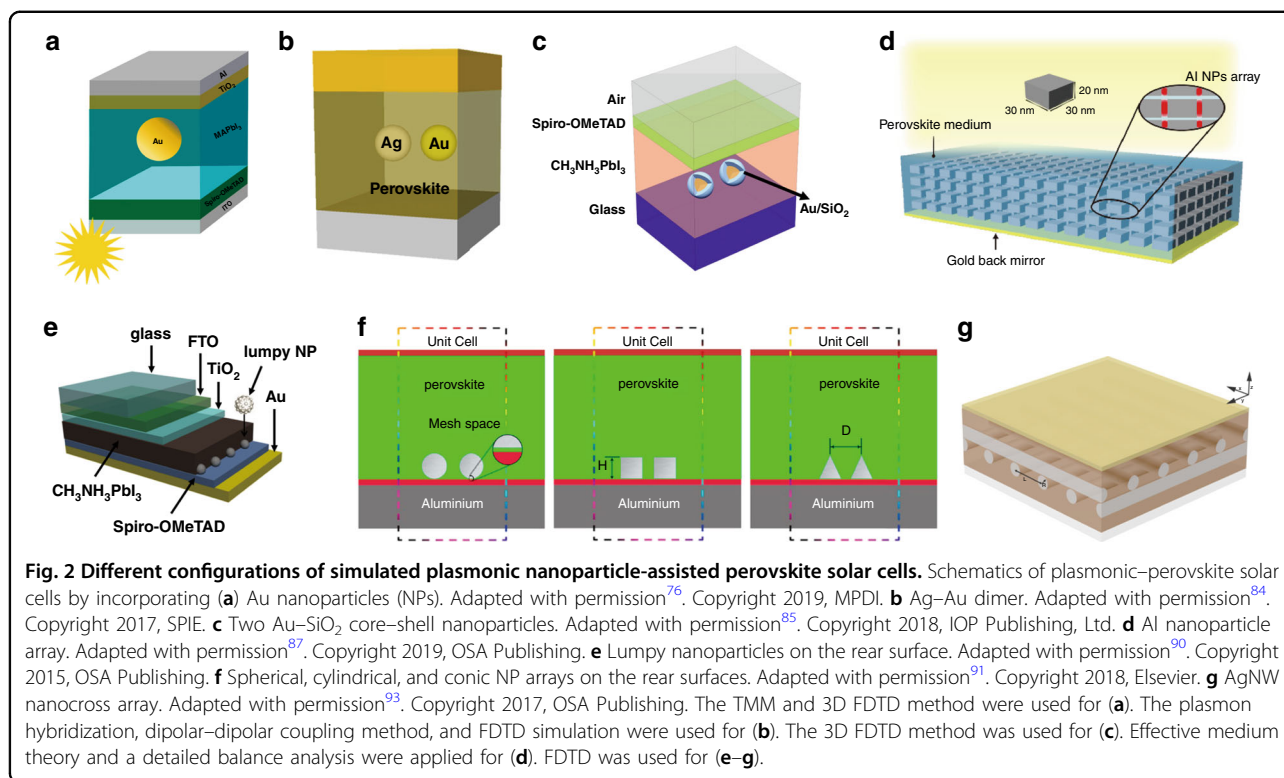 a
Al
TiO₂
MAPbI₃
Au
Spiro-OMeTAD
ITO
b
Ag
Au
Perovskite
c
Air
Spiro-OMeTAD
CH₃NH₃PbI₃
Glass
Au/SiO₂
d
Al NPs array
20 nm
30 nm
30 nm
Perovskite medium
Gold back mirror
e
glass
FTO
TiO₂
lumpy NP
Au
CH₃NH₃PbI₃
Spiro-OMeTAD
f
Unit Cell
perovskite
Mesh space
Aluminium
Unit Cell
perovskite
H
Aluminium
Unit Cell
perovskite
D
Aluminium
g
x
y
z
L
Fig. 2 Different configurations of simulated plasmonic nanoparticle-assisted perovskite solar cells. Schematics of plasmonic–perovskite solar
cells by incorporating (a) Au nanoparticles (NPs). Adapted with permission⁷⁶. Copyright 2019, MPDI. b Ag–Au dimer. Adapted with permission⁸⁴.
Copyright 2017, SPIE. c Two Au–SiO₂ core–shell nanoparticles. Adapted with permission⁸⁵. Copyright 2018, IOP Publishing, Ltd. d Al nanoparticle
array. Adapted with permission⁸⁷. Copyright 2019, OSA Publishing. e Lumpy nanoparticles on the rear surface. Adapted with permission⁹⁰. Copyright
2015, OSA Publishing. f Spherical, cylindrical, and conic NP arrays on the rear surfaces. Adapted with permission⁹¹. Copyright 2018, Elsevier. g AgNW
nanocross array. Adapted with permission⁹³. Copyright 2017, OSA Publishing. The TMM and 3D FDTD method were used for (a). The plasmon
hybridization, dipolar–dipolar coupling method, and FDTD simulation were used for (b). The 3D FDTD method was used for (c). Effective medium
theory and a detailed balance analysis were applied for (d). FDTD was used for (e–g).